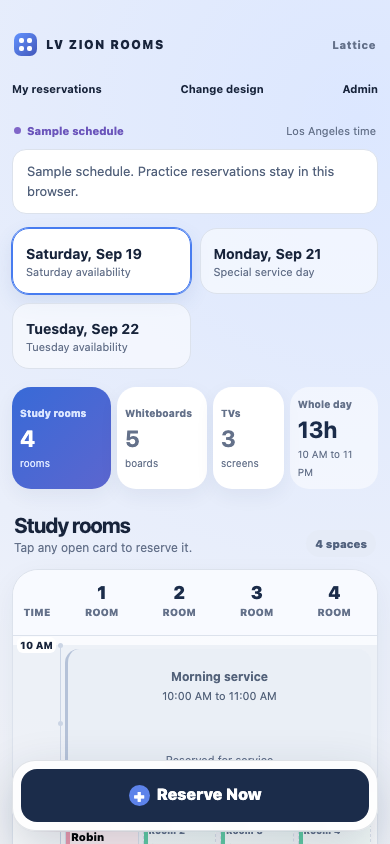 LV ZION ROOMS
Lattice
My reservations
Change design
Admin
Sample schedule
Los Angeles time
Sample schedule. Practice reservations stay in this
browser.
Saturday, Sep 19
Saturday availability
Monday, Sep 21
Special service day
Tuesday, Sep 22
Tuesday availability
Study rooms
4
rooms
Whiteboards
5
boards
TVs
3
screens
Whole day
13h
10 AM to 11
PM
Study rooms
Tap any open card to reserve it.
4 spaces
TIME
1
ROOM
2
ROOM
3
ROOM
4
ROOM
10 AM
Morning service
10:00 AM to 11:00 AM
Reserved for service
Reserve Now
Robin